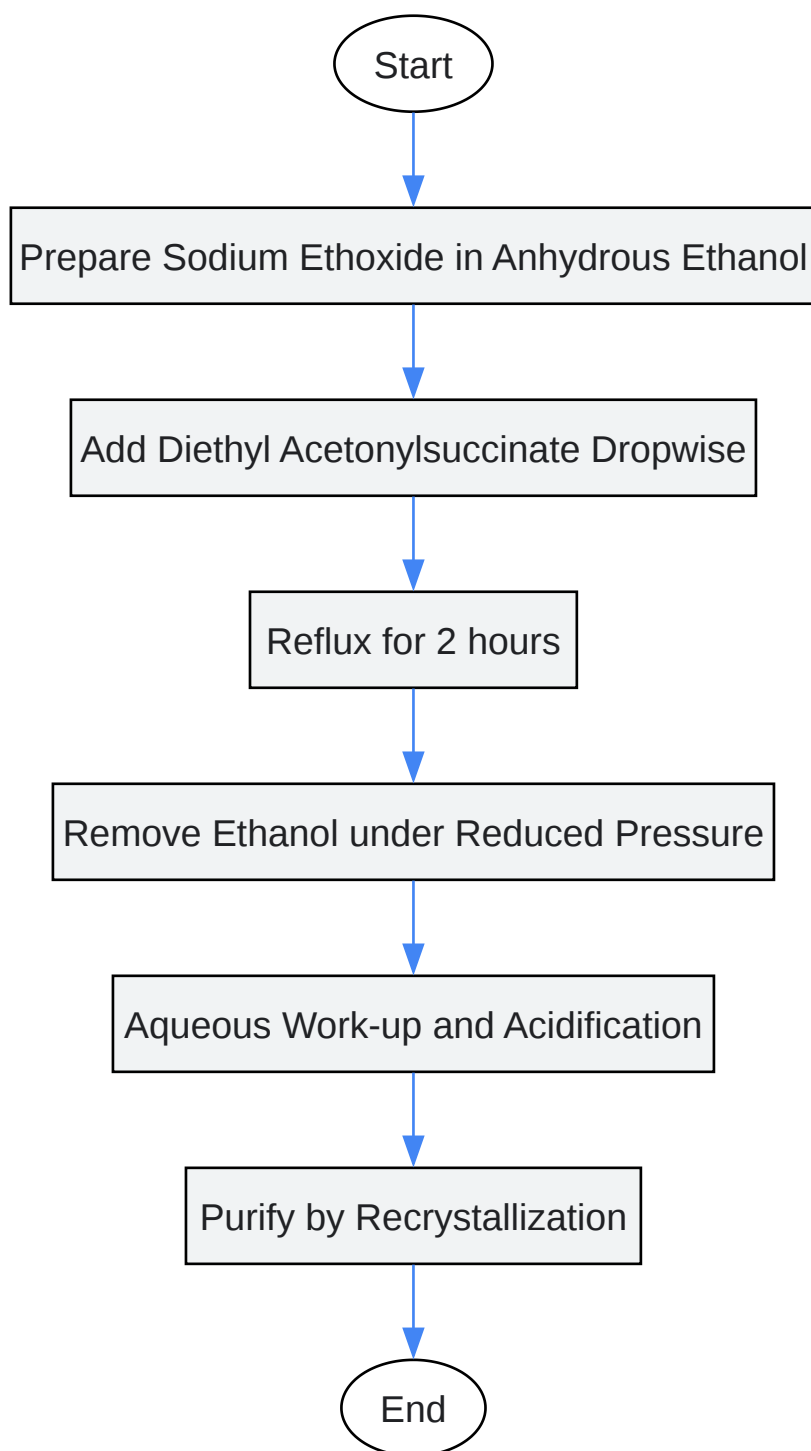 Start
Prepare Sodium Ethoxide in Anhydrous Ethanol
Add Diethyl Acetonylsuccinate Dropwise
Reflux for 2 hours
Remove Ethanol under Reduced Pressure
Aqueous Work-up and Acidification
Purify by Recrystallization
End